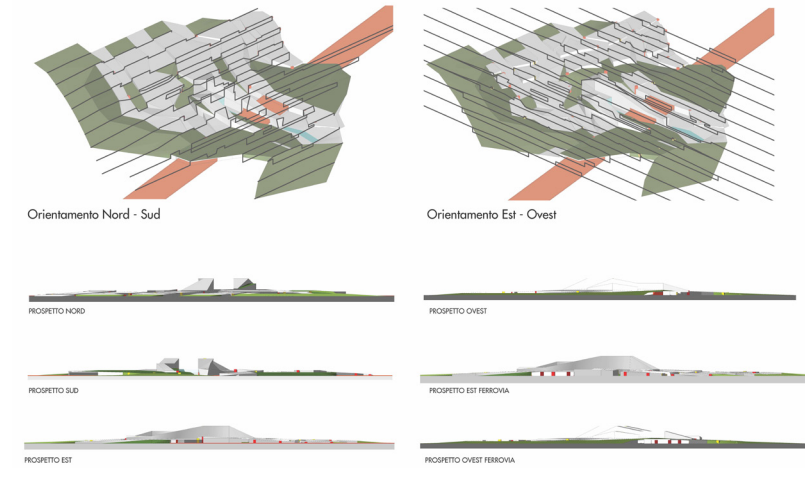 Orientamento Nord - Sud
Orientamento Est - Ovest
PROSPETTO NORD
PROSPETTO OVEST
PROSPETTO SUD
PROSPETTO EST FERROVIA
PROSPETTO EST
PROSPETTO OVEST FERROVIA